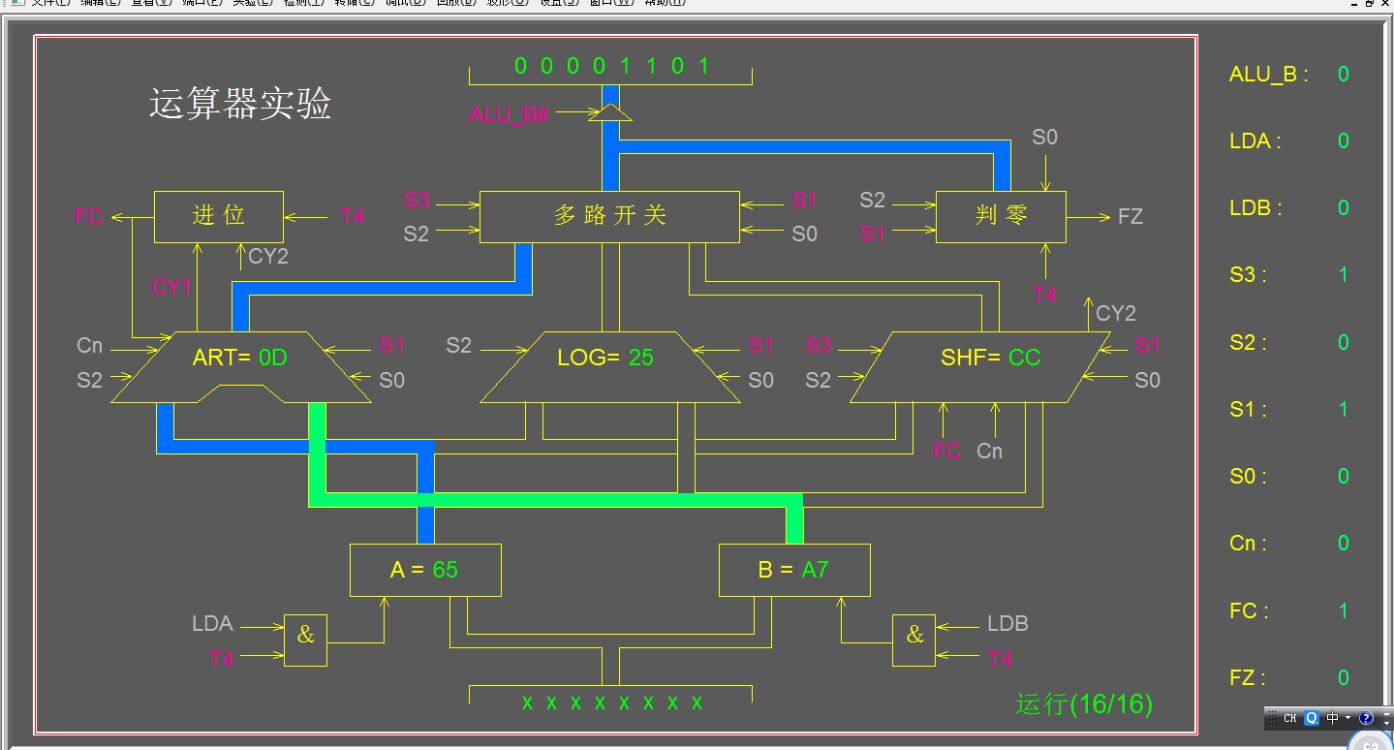 文件(F) 编辑(E) 查看(V) 端口(P) 实验(E) 检测(T) 转储(C) 调试(D) 回放(B) 波形(O) 设置(S) 窗口(W) 帮助(H)
0 0 0 0 1 1 0 1
ALU_B : 0
运算器实验
ALU_B#
S0
LDA : 0
S3
S1
S2
进 位
多 路 开 关
判 零
FC
T4
FZ
LDB : 0
S2
S0
S1
CY2
CY1
T4
S3 : 1
CY2
Cn
ART= 0D
S1
S2
LOG= 25
S1
S3
SHF= CC
S1
S2 : 0
S2
S0
S0
S2
S0
S1 : 1
FC
Cn
S0 : 0
Cn : 0
A = 65
B = A7
LDA
&
T4
&
LDB
T4
FC : 1
FZ : 0
x x x x x x x x
运行(16/16)
CH 中 ?